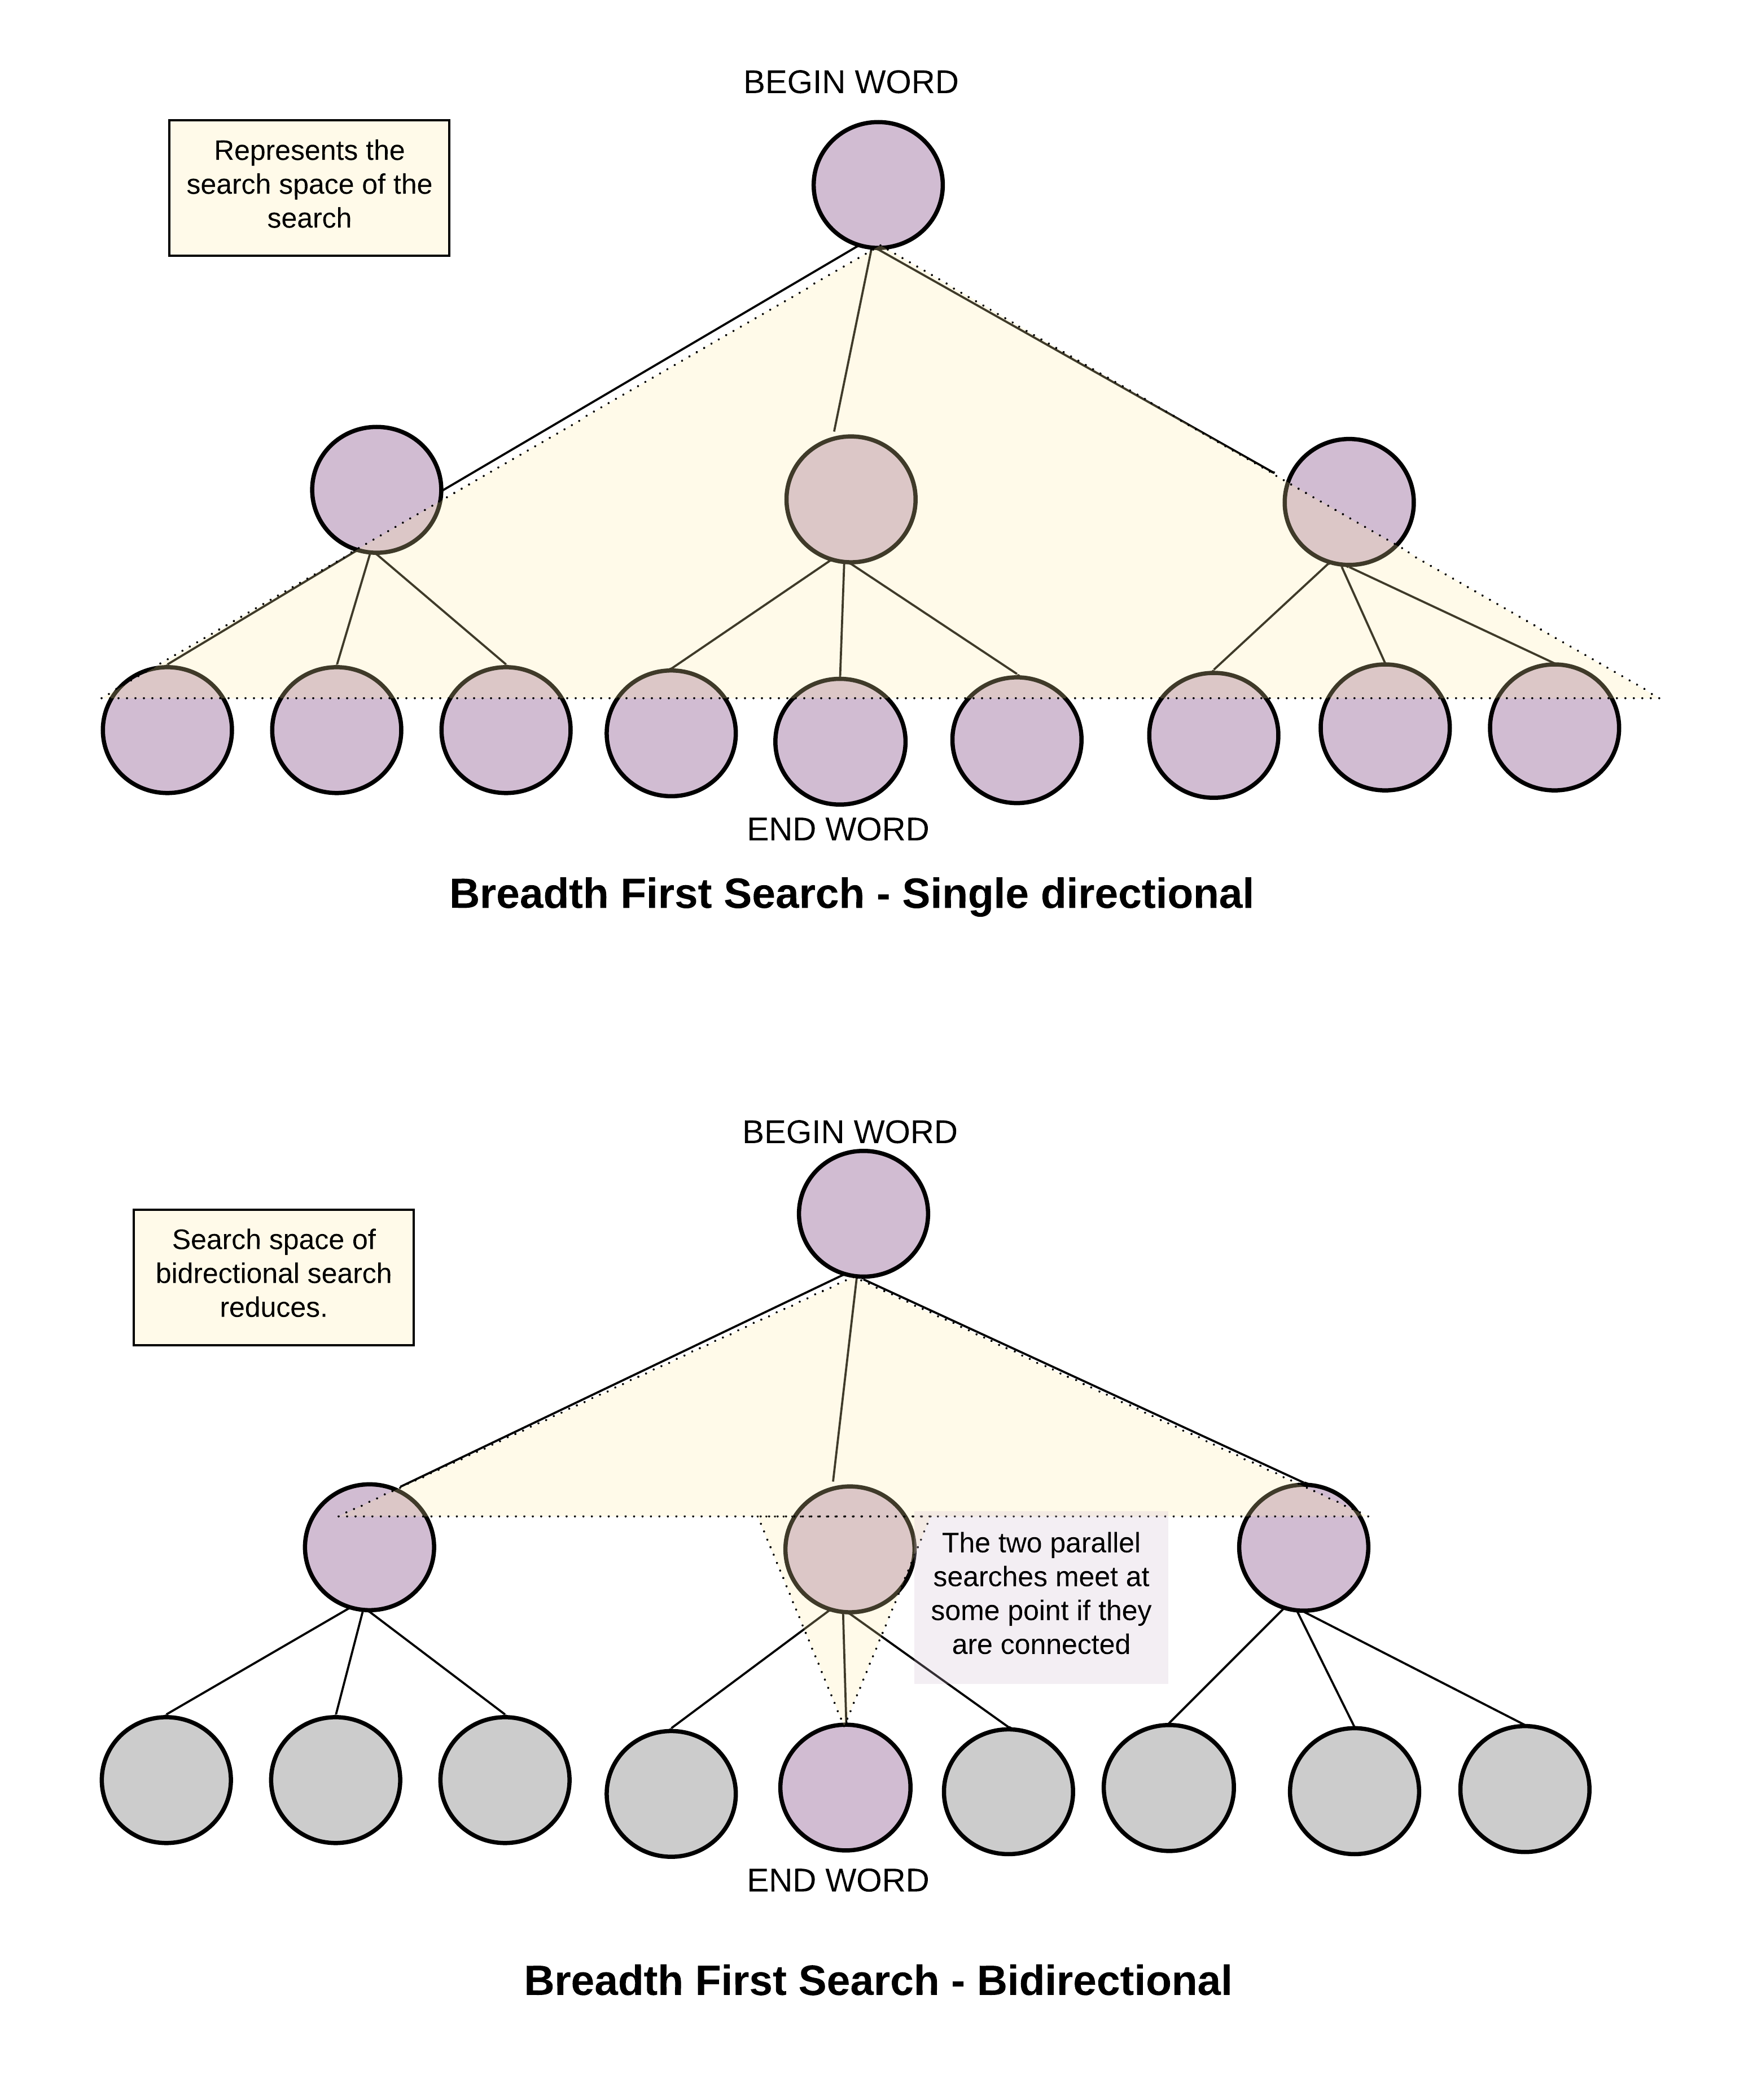 BEGIN WORD
Represents the
search space of the
search
END WORD
Breadth First Search - Single directional
BEGIN WORD
Search space of
bidrectional search
reduces.
The two parallel
searches meet at
some point if they
are connected
END WORD
Breadth First Search - Bidirectional